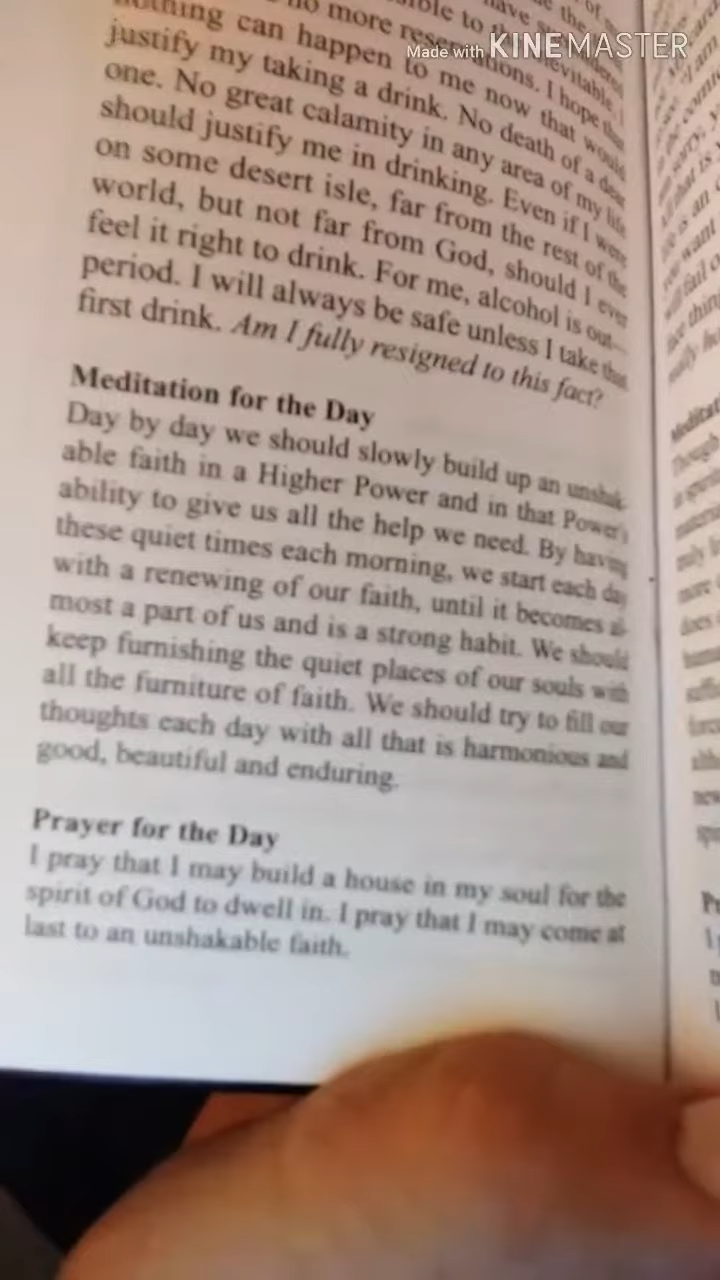 Made with KINEMASTER
sible to the inevitable. I
no more reservations. I hope that
nothing can happen to me now that would
justify my taking a drink. No death of a dear
one. No great calamity in any area of my life
should justify me in drinking. Even if I were
on some desert isle, far from the rest of the
world, but not far from God, should I ever
feel it right to drink. For me, alcohol is out—
period. I will always be safe unless I take that
first drink. Am I fully resigned to this fact?
Meditation for the Day
Day by day we should slowly build up an unshak-
able faith in a Higher Power and in that Power's
ability to give us all the help we need. By having
these quiet times each morning, we start each day
with a renewing of our faith, until it becomes al-
most a part of us and is a strong habit. We should
keep furnishing the quiet places of our souls with
all the furniture of faith. We should try to fill our
thoughts each day with all that is harmonious and
good, beautiful and enduring.
Prayer for the Day
I pray that I may build a house in my soul for the
spirit of God to dwell in. I pray that I may come at
last to an unshakable faith.